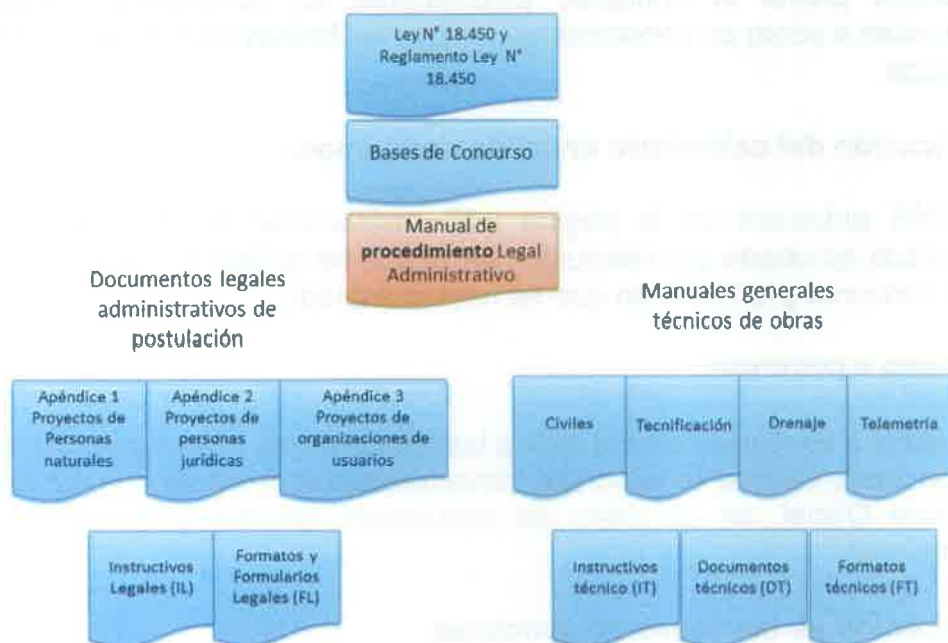 Ley N° 18.450 y
Reglamento Ley N°
18.450
Bases de Concurso
Manual de
procedimiento Legal
Administrativo
Documentos legales
administrativos de
postulación
Manuales generales
técnicos de obras
Apéndice 1
Proyectos de
Personas
naturales
Apéndice 2
Proyectos de
personas
jurídicas
Apéndice 3
Proyectos de
organizaciones de
usuarios
Civiles
Tecnificación
Drenaje
Telemetría
Instructivos
Legales (IL)
Formatos y
Formularios
Legales (FL)
Instructivos
técnico (IT)
Documentos
técnicos (DT)
Formatos
técnicos (FT)